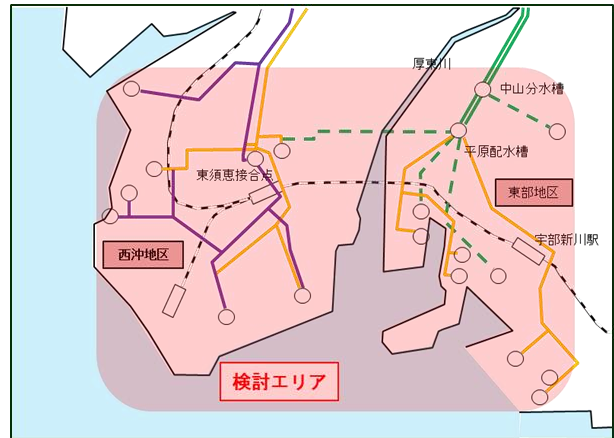 厚東川
中山分水槽
平原配水槽
東須恵接合点
東部地区
宇部新川駅
西沖地区
検討エリア